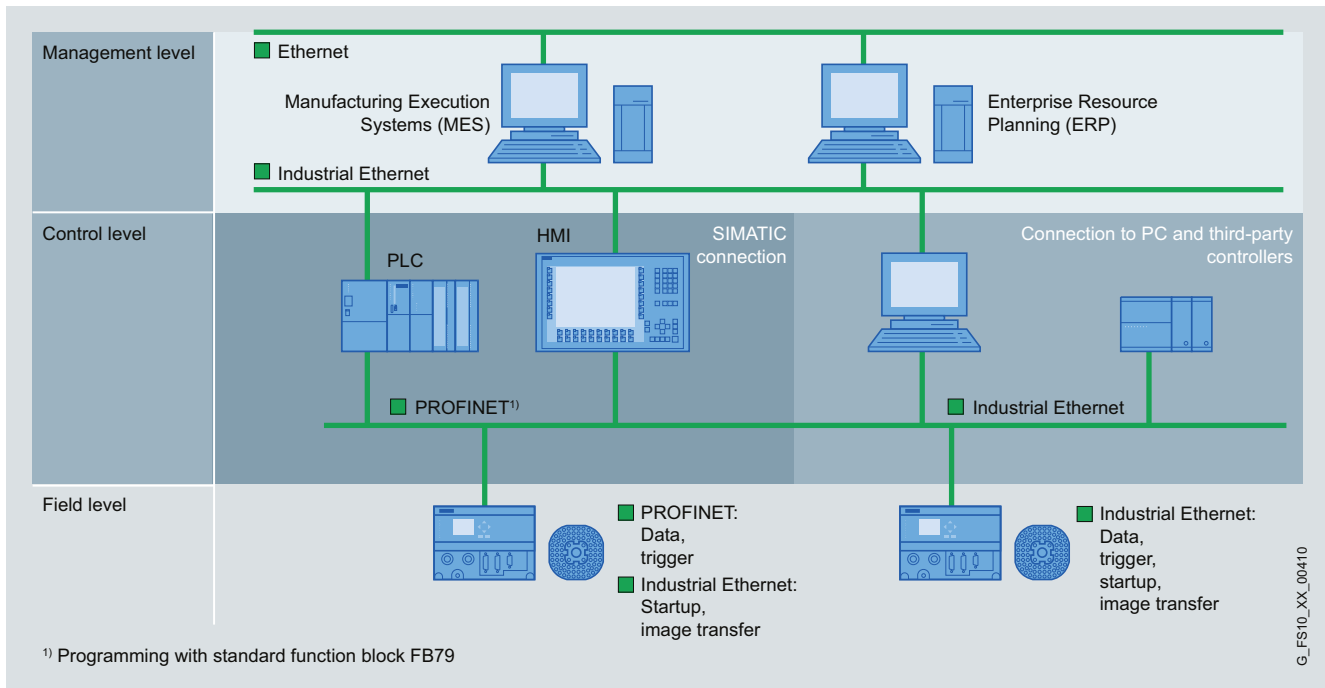 Management level
Ethernet
Manufacturing Execution
Systems (MES)
Enterprise Resource
Planning (ERP)
Industrial Ethernet
Control level
PLC
HMI
SIMATIC
connection
Connection to PC and third-party
controllers
PROFINET¹⁾
Industrial Ethernet
Field level
PROFINET:
Data,
trigger
Industrial Ethernet:
Startup,
image transfer
Industrial Ethernet:
Data,
trigger,
startup,
image transfer
G_FS10_XX_00410
¹⁾ Programming with standard function block FB79